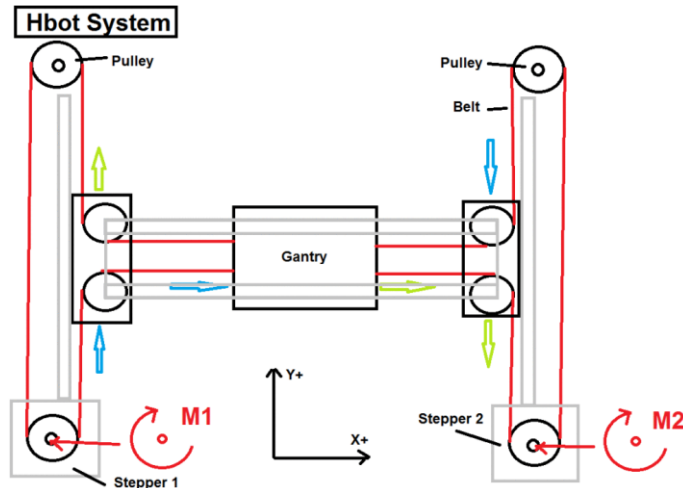 Hbot System
Pulley
Pulley
Belt
Gantry
M1
Y+
X+
Stepper 1
Stepper 2
M2